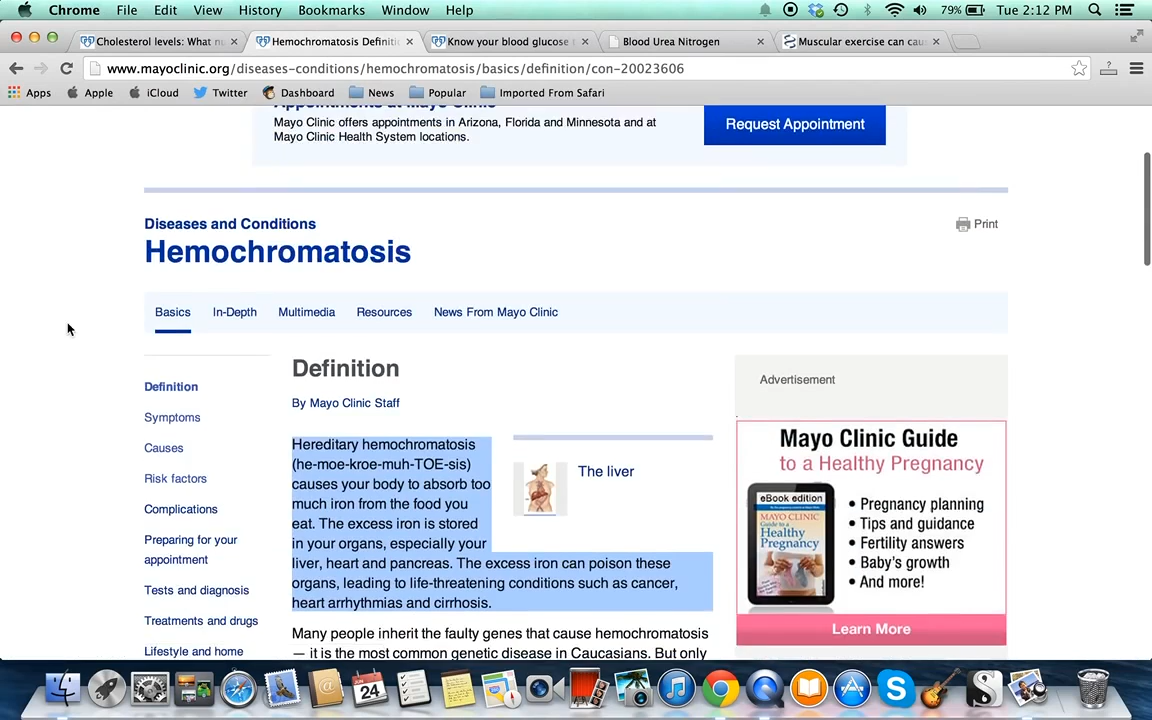 Chrome File Edit View History Bookmarks Window Help 79% Tue 2:12 PM
Cholesterol levels: What nu
Hemochromatosis Definiti
Know your blood glucose
Blood Urea Nitrogen
Muscular exercise can cau
www.mayoclinic.org/diseases-conditions/hemochromatosis/basics/definition/con-20023606
Apps Apple iCloud Twitter Dashboard News Popular Imported From Safari
Appointments at Mayo Clinic
Mayo Clinic offers appointments in Arizona, Florida and Minnesota and at
Mayo Clinic Health System locations.
Request Appointment
Diseases and Conditions
Print
Hemochromatosis
Basics In-Depth Multimedia Resources News From Mayo Clinic
Definition
Symptoms
Causes
Risk factors
Complications
Preparing for your
appointment
Tests and diagnosis
Treatments and drugs
Lifestyle and home
Definition
By Mayo Clinic Staff
Hereditary hemochromatosis
(he-moe-kroe-muh-TOE-sis)
causes your body to absorb too
much iron from the food you
eat. The excess iron is stored
in your organs, especially your
liver, heart and pancreas. The excess iron can poison these
organs, leading to life-threatening conditions such as cancer,
heart arrhythmias and cirrhosis.
The liver
Many people inherit the faulty genes that cause hemochromatosis
— it is the most common genetic disease in Caucasians. But only
Advertisement
Mayo Clinic Guide
to a Healthy Pregnancy
eBook edition
MAYO CLINIC
Guide to a
Healthy
Pregnancy
• Pregnancy planning
• Tips and guidance
• Fertility answers
• Baby's growth
• And more!
Learn More
JUN
24